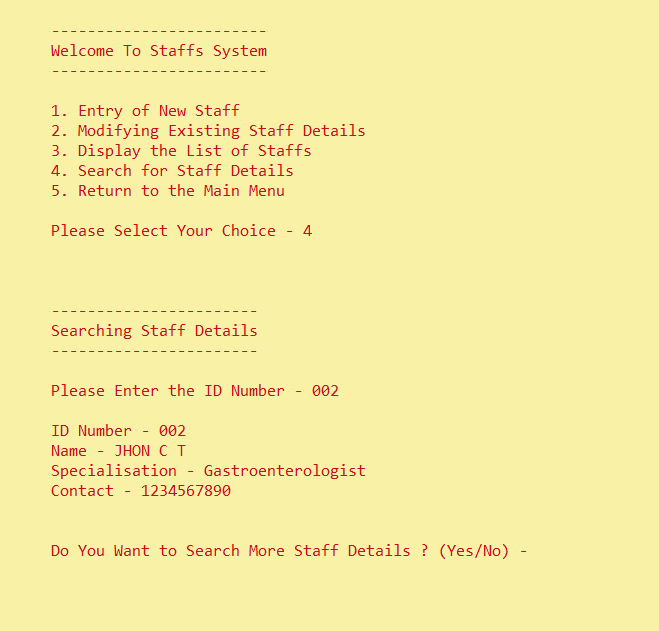 ------------------------
Welcome To Staffs System
------------------------
1. Entry of New Staff
2. Modifying Existing Staff Details
3. Display the List of Staffs
4. Search for Staff Details
5. Return to the Main Menu
Please Select Your Choice - 4
-----------------------
Searching Staff Details
-----------------------
Please Enter the ID Number - 002
ID Number - 002
Name - JHON C T
Specialisation - Gastroenterologist
Contact - 1234567890
Do You Want to Search More Staff Details ? (Yes/No) -